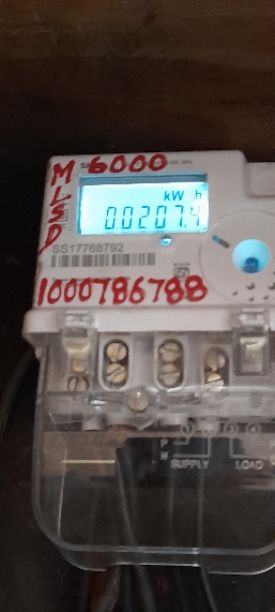 M 6000
MLSD
kW h
00207.4
SS17768792
1000786788
P N
SUPPLY LOAD